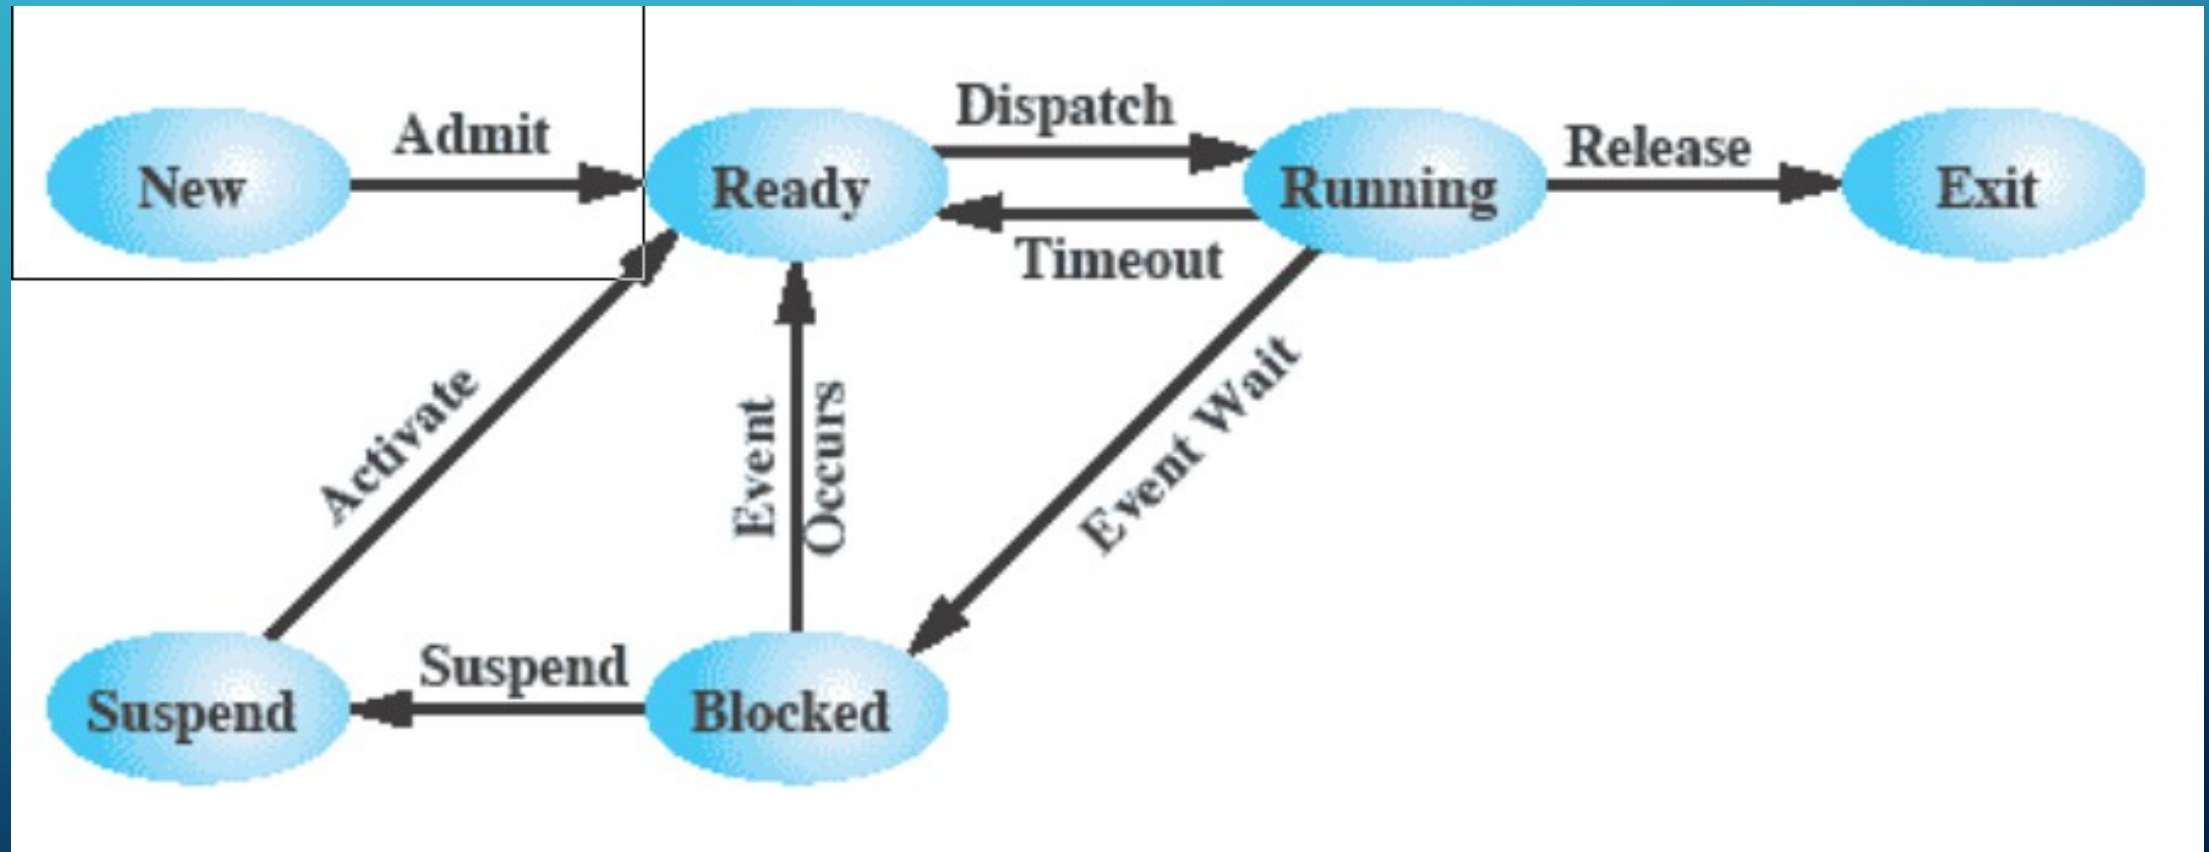 New
Admit
Ready
Dispatch
Timeout
Running
Release
Exit
Activate
Event
Occurs
Event Wait
Suspend
Suspend
Blocked